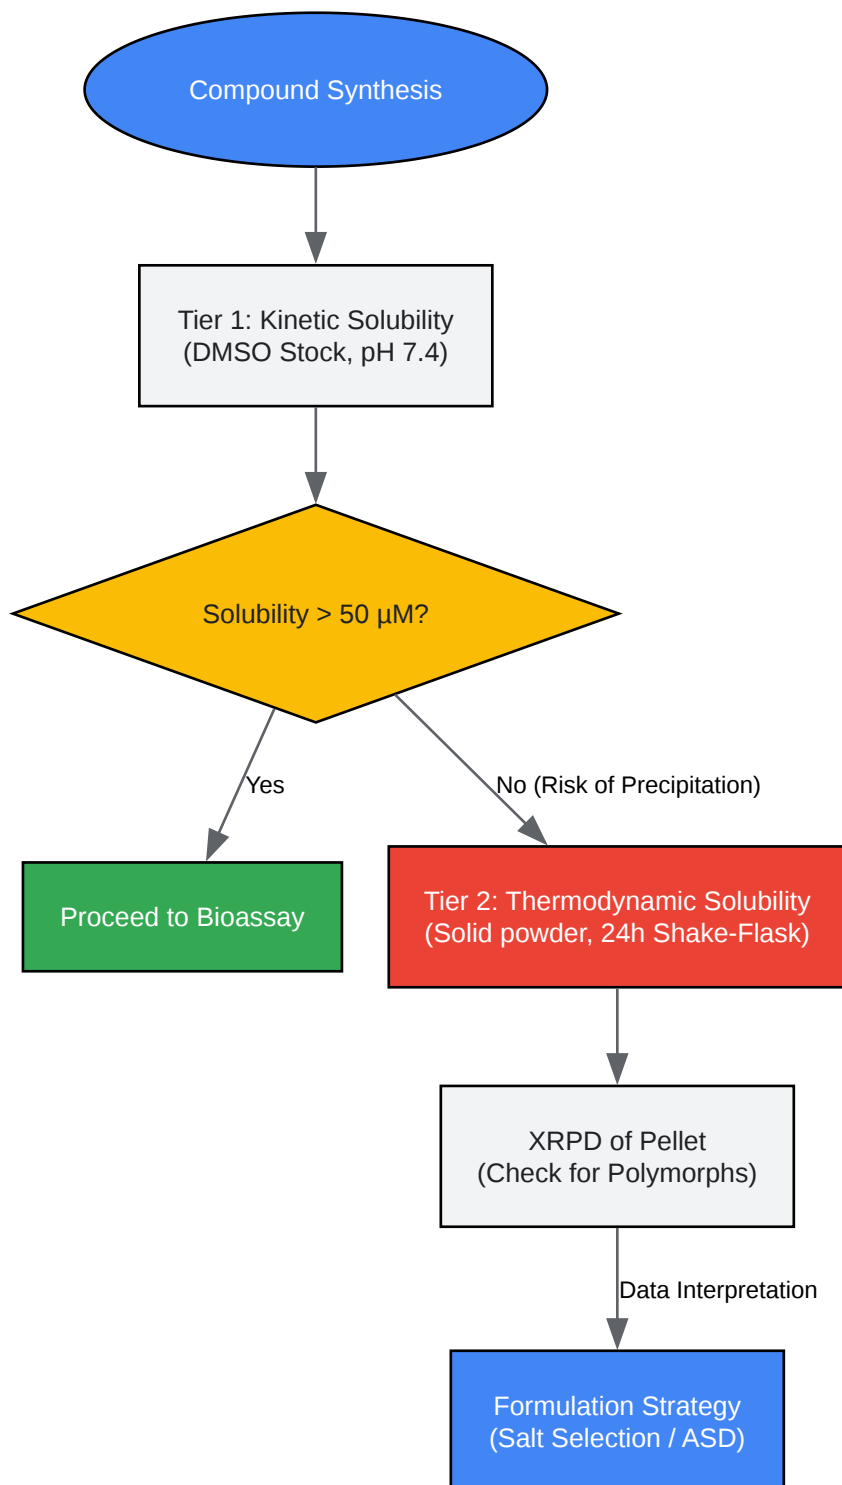 Compound Synthesis
Tier 1: Kinetic Solubility
(DMSO Stock, pH 7.4)
Solubility > 50 µM?
Yes
No (Risk of Precipitation)
Proceed to Bioassay
Tier 2: Thermodynamic Solubility
(Solid powder, 24h Shake-Flask)
XRPD of Pellet
(Check for Polymorphs)
Data Interpretation
Formulation Strategy
(Salt Selection / ASD)